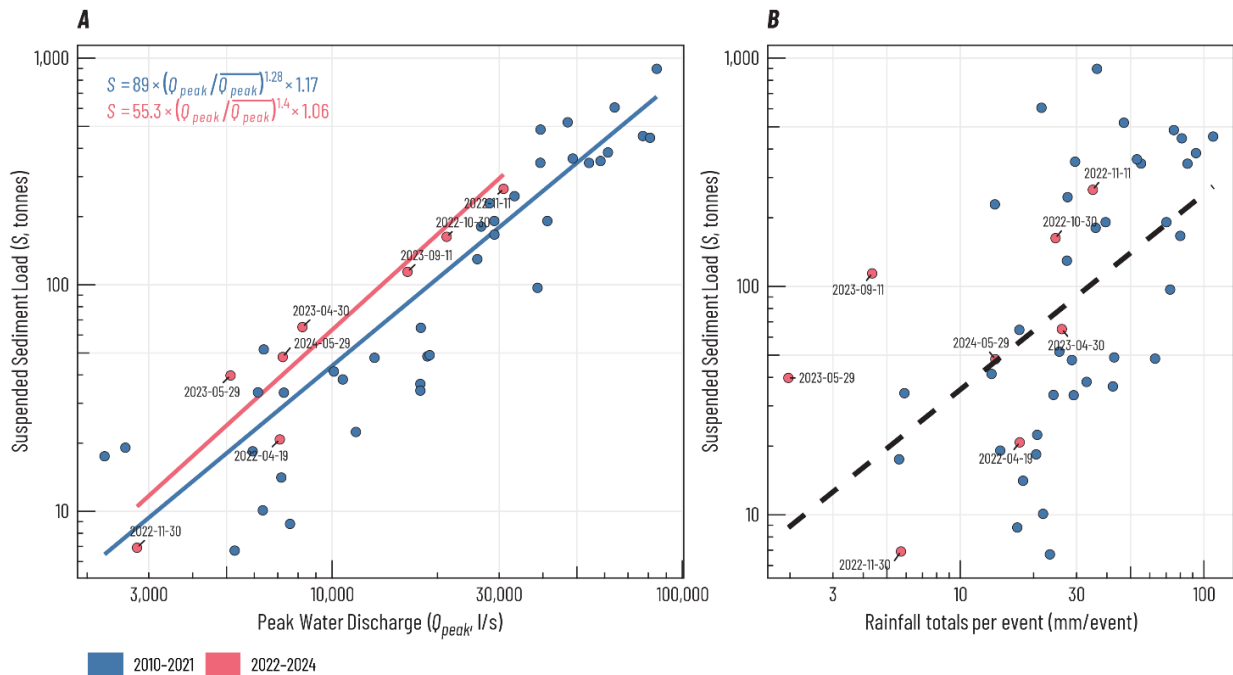 A
1,000
100
10
Suspended Sediment Load (S, tonnes)
S = 89 × (Q peak / Q peak)^1.28 × 1.17
S = 55.3 × (Q peak / Q peak)^1.4 × 1.06
2022-11-11
2022-10-30
2023-09-11
2023-04-30
2024-05-29
2023-05-29
2022-04-19
2022-11-30
3,000 10,000 30,000 100,000
Peak Water Discharge (Qpeak, l/s)
2010–2021 2022–2024
B
1,000
100
10
Suspended Sediment Load (S, tonnes)
2022-11-11
2022-10-30
2023-09-11
2024-05-29
2023-04-30
2023-05-29
2022-04-19
2022-11-30
3 10 30 100
Rainfall totals per event (mm/event)